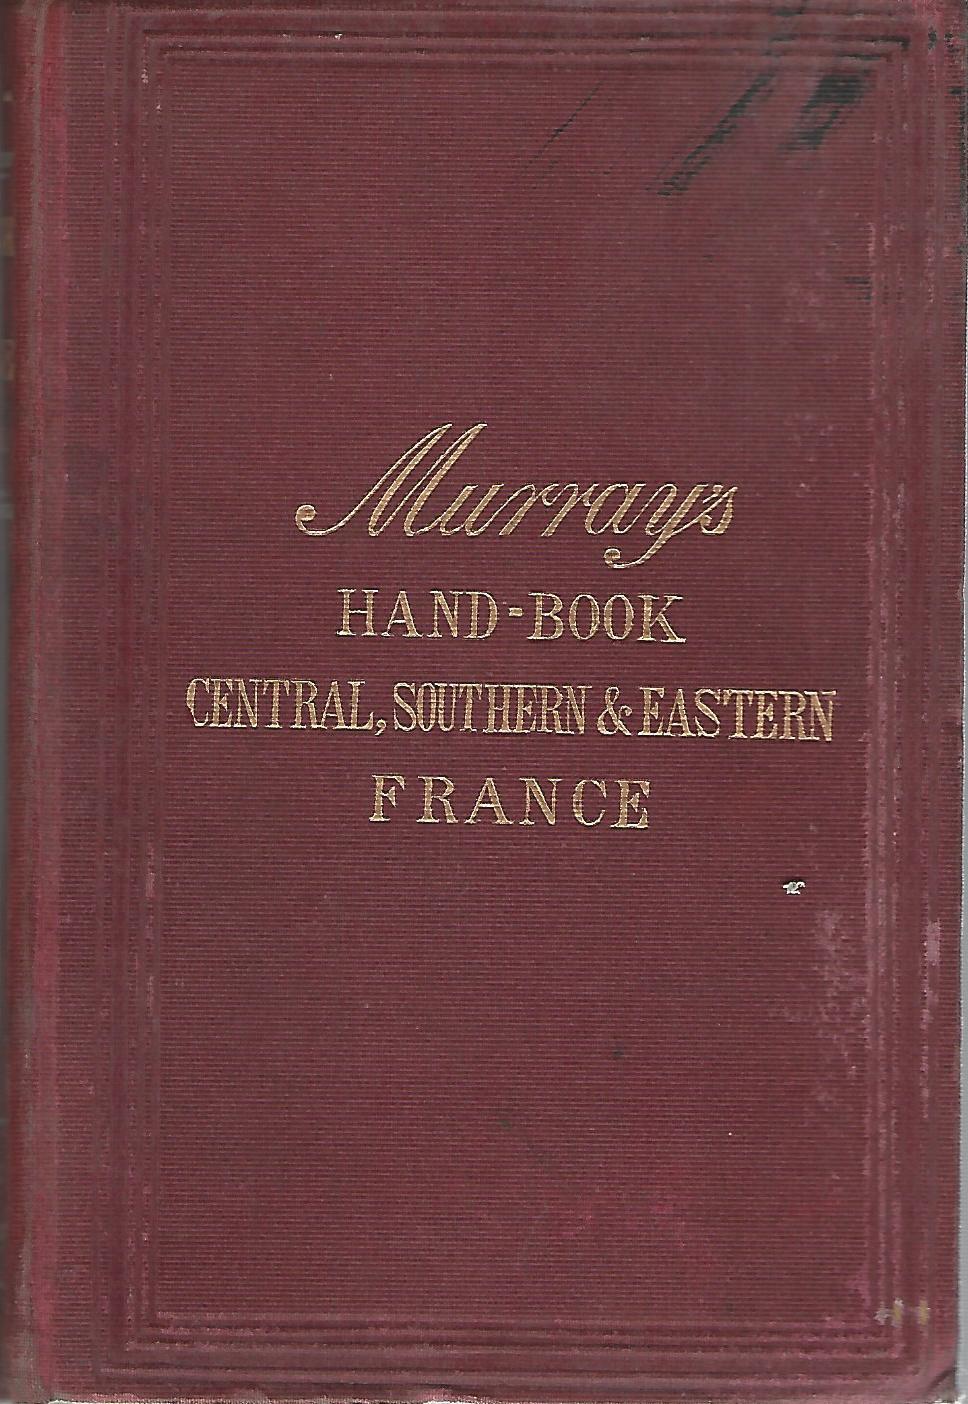 Murray's
HAND-BOOK
CENTRAL, SOUTHERN & EASTERN
FRANCE